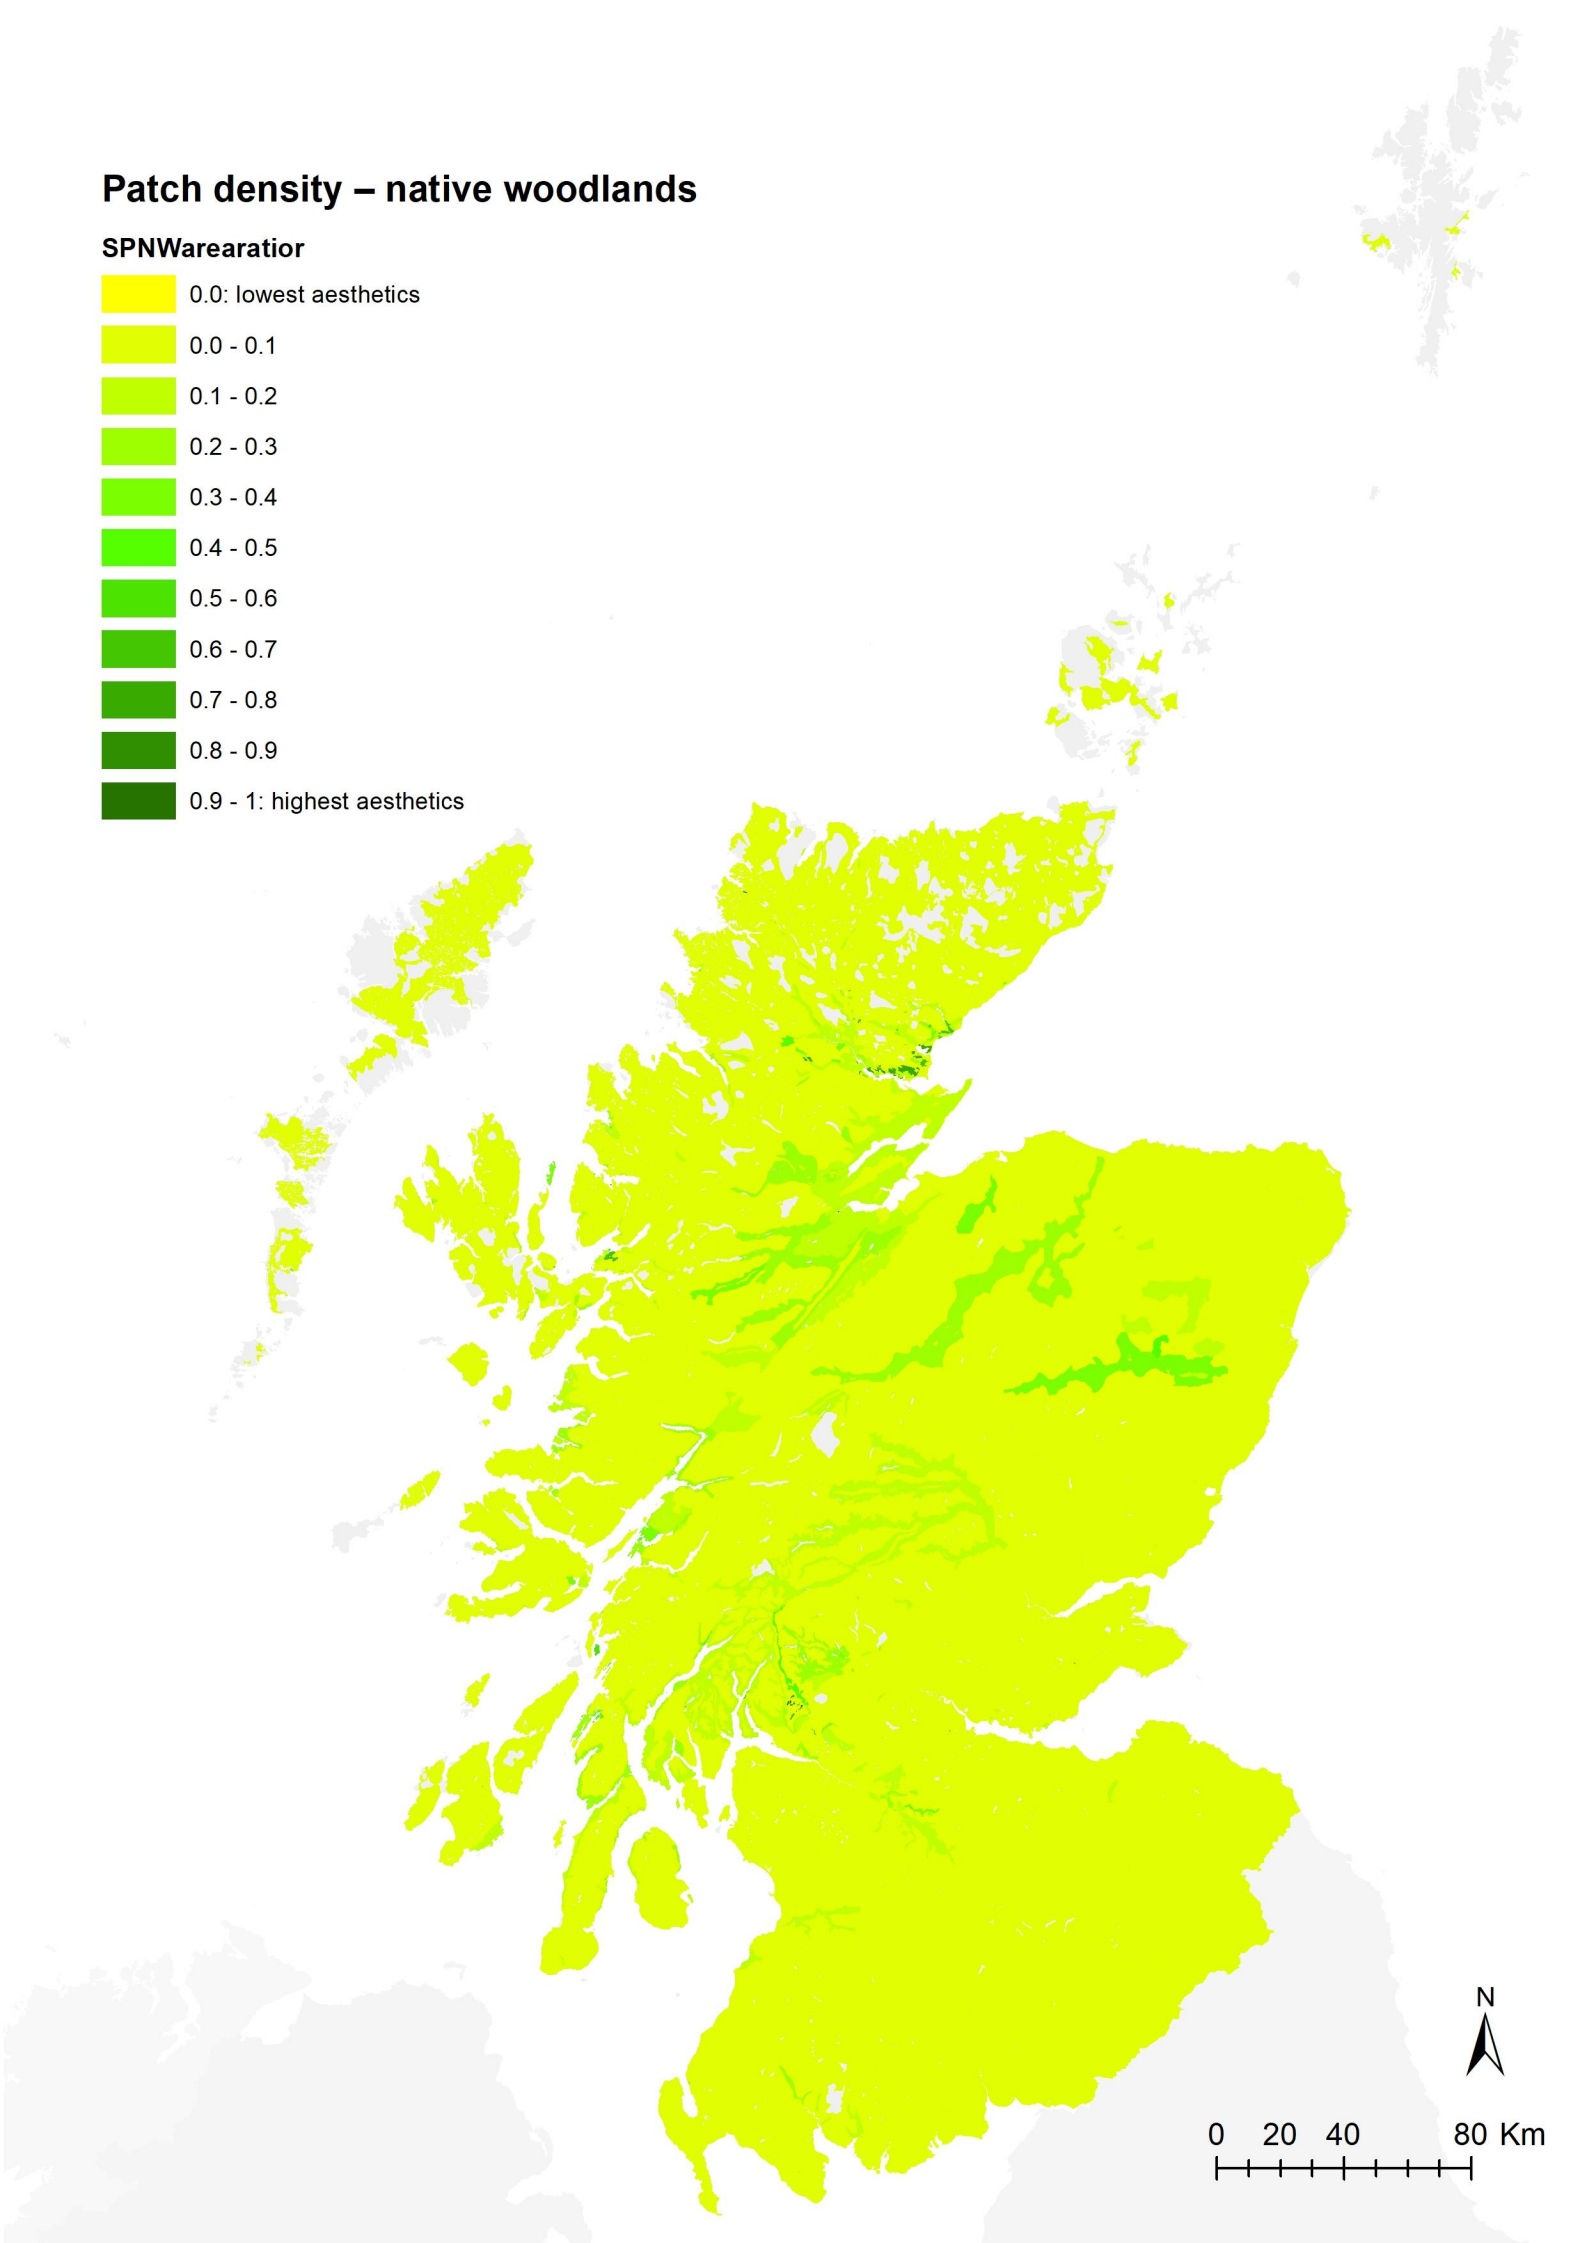 Patch density – native woodlands
SPNWarearatior
0.0: lowest aesthetics
0.0 - 0.1
0.1 - 0.2
0.2 - 0.3
0.3 - 0.4
0.4 - 0.5
0.5 - 0.6
0.6 - 0.7
0.7 - 0.8
0.8 - 0.9
0.9 - 1: highest aesthetics
N
0 20 40 80 Km